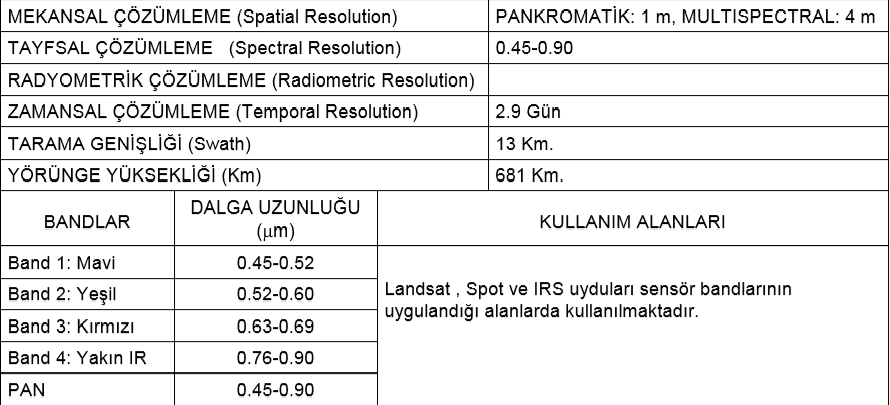 MEKANSAL ÇÖZÜMLEME (Spatial Resolution) PANKROMATİK: 1 m, MULTISPECTRAL: 4 m
TAYFSAL ÇÖZÜMLEME (Spectral Resolution) 0.45-0.90
RADYOMETRİK ÇÖZÜMLEME (Radiometric Resolution)
ZAMANSAL ÇÖZÜMLEME (Temporal Resolution) 2.9 Gün
TARAMA GENİŞLİĞİ (Swath) 13 Km.
YÖRÜNGE YÜKSEKLİĞİ (Km) 681 Km.
BANDLAR DALGA UZUNLUĞU (μm) KULLANIM ALANLARI
Band 1: Mavi 0.45-0.52
Band 2: Yeşil 0.52-0.60
Band 3: Kırmızı 0.63-0.69
Band 4: Yakın IR 0.76-0.90
PAN 0.45-0.90
Landsat , Spot ve IRS uyduları sensör bandlarının
uygulandığı alanlarda kullanılmaktadır.